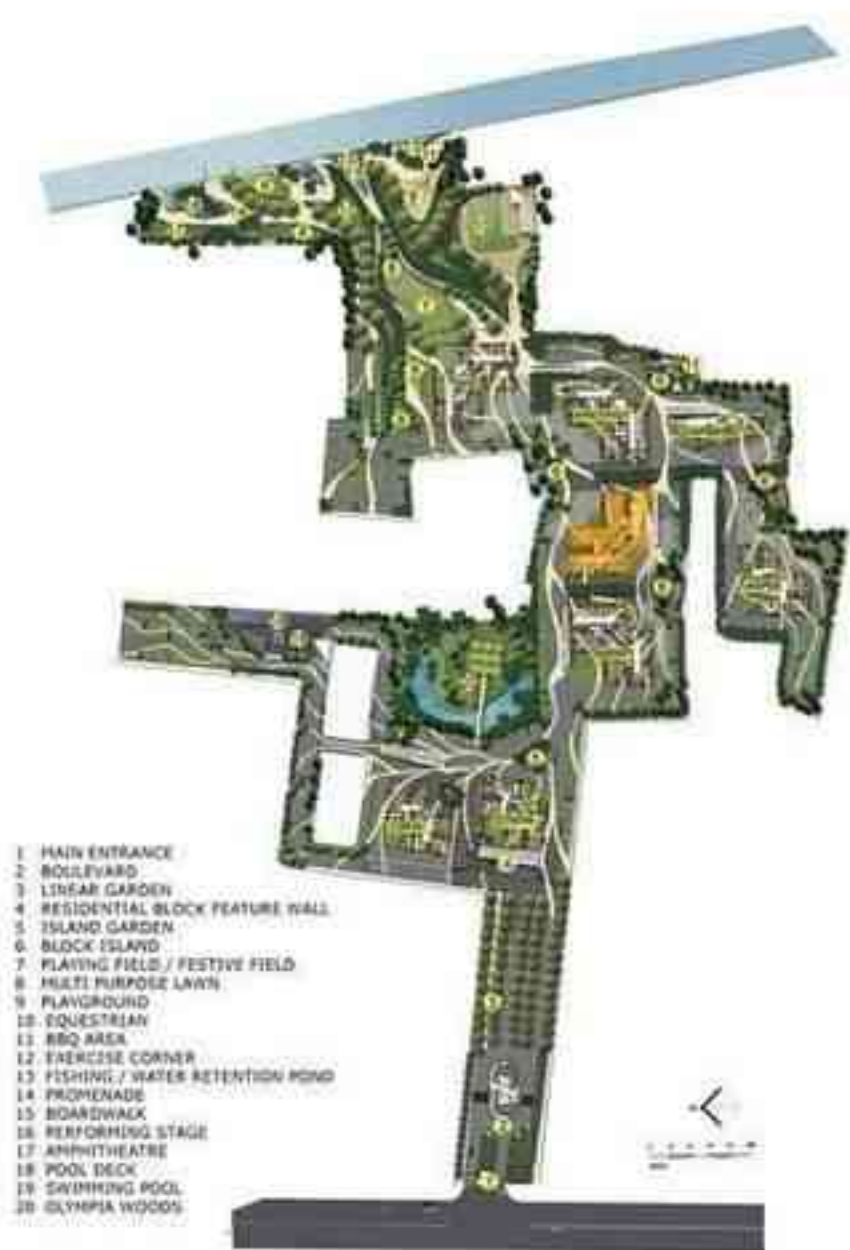 1 MAIN ENTRANCE
2 BOULEVARD
3 LINEAR GARDEN
4 RESIDENTIAL BLOCK FEATURE WALL
5 ISLAND GARDEN
6 BLOCK ISLAND
7 PLAYING FIELD / FESTIVE FIELD
8 MULTI PURPOSE LAWN
9 PLAYGROUND
10 EQUESTRIAN
11 BBQ AREA
12 EXERCISE CORNER
13 FISHING / WATER RETENTION POND
14 PROMENADE
15 BOARDWALK
16 PERFORMING STAGE
17 AMPHITHEATRE
18 POOL DECK
19 SWIMMING POOL
20 OLYMPIA WOODS